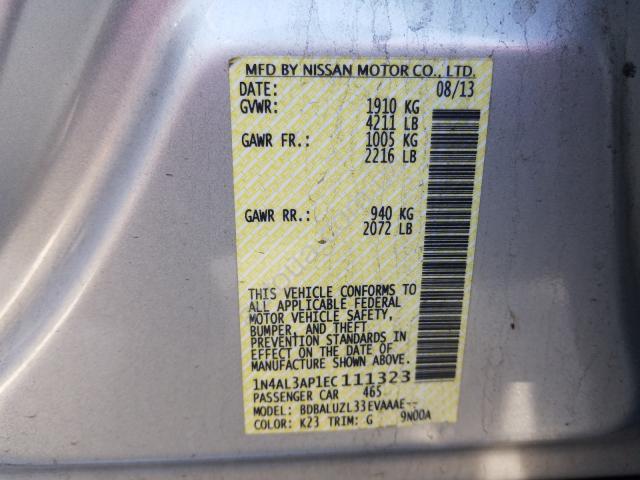 MFD BY NISSAN MOTOR CO., LTD.
DATE: 08/13
GVWR: 1910 KG
4211 LB
GAWR FR.: 1005 KG
2216 LB
GAWR RR.: 940 KG
2072 LB
THIS VEHICLE CONFORMS TO
ALL APPLICABLE FEDERAL
MOTOR VEHICLE SAFETY,
BUMPER, AND THEFT
PREVENTION STANDARDS IN
EFFECT ON THE DATE OF
MANUFACTURE SHOWN ABOVE.
1N4AL3AP1EC111323
PASSENGER CAR 465
MODEL: BDBALUZL33EVAAAE--
COLOR: K23 TRIM: G 9N00A